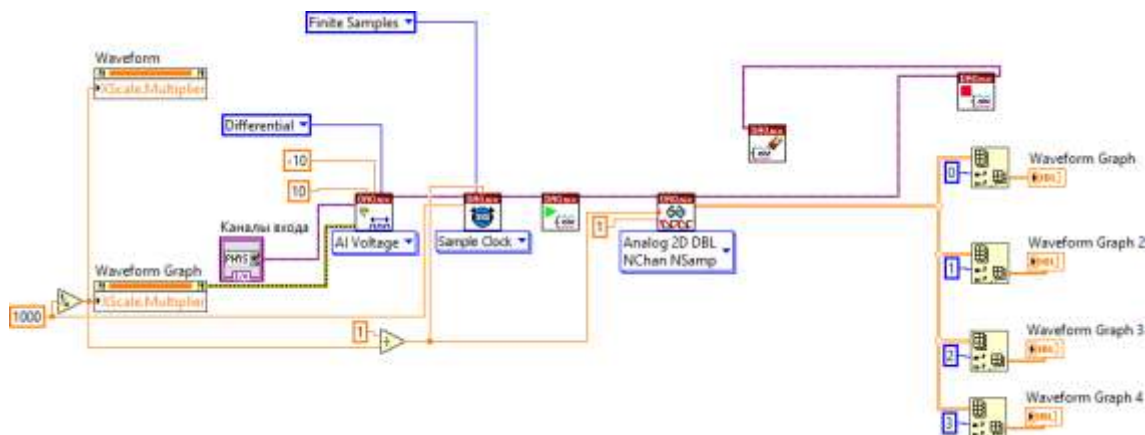 Finite Samples
Waveform
XScale.Multiplier
Differential
-10
10
Каналы входа
PHYS
AI Voltage
Sample Clock
1
Analog 2D DBL
NChan NSamp
Waveform Graph
XScale.Multiplier
1000
1
0
Waveform Graph
1
Waveform Graph 2
2
Waveform Graph 3
3
Waveform Graph 4